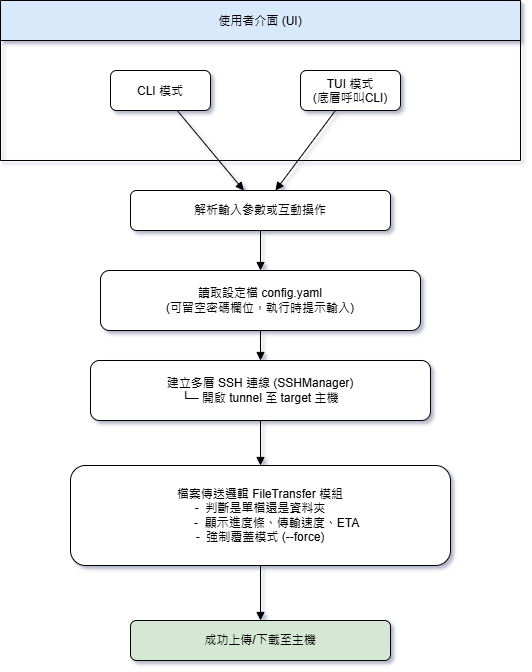 使用者介面 (UI)
CLI 模式
TUI 模式
(底層呼叫CLI)
解析輸入參數或互動操作
讀取設定檔 config.yaml
(可留空密碼欄位，執行時提示輸入)
建立多層 SSH 連線 (SSHManager)
└─ 開啟 tunnel 至 target 主機
檔案傳送邏輯 FileTransfer 模組
- 判斷是單檔還是資料夾
- 顯示進度條、傳輸速度、ETA
- 強制覆蓋模式 (--force)
成功上傳/下載至主機